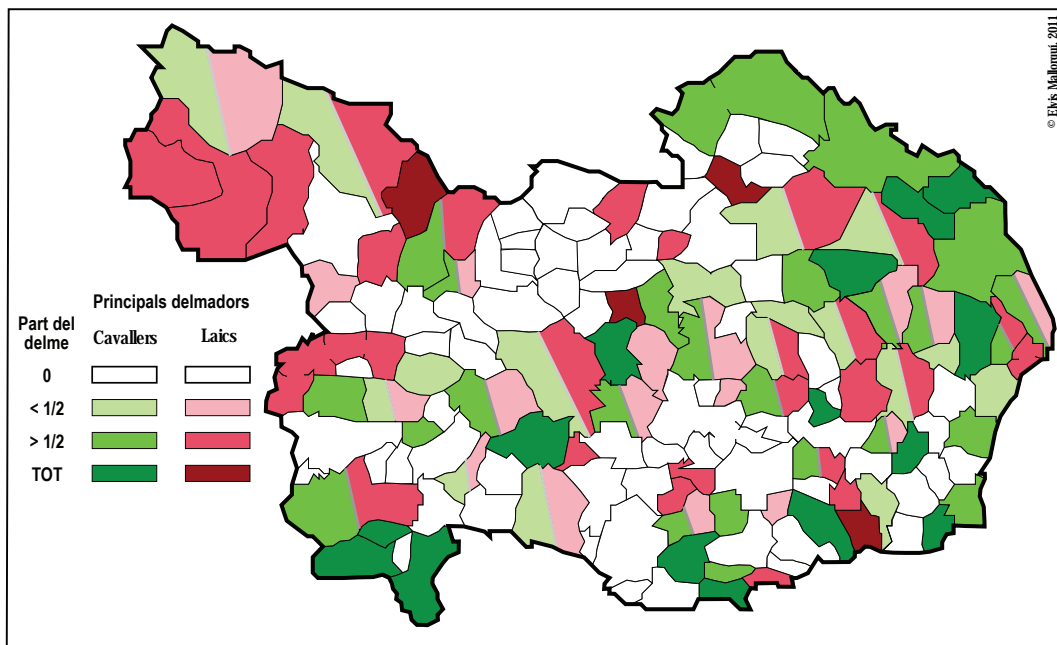 © Elvis Mallorquí, 2011
Principals delmadors
Part del
delme
Cavallers
Laics
0
< 1/2
> 1/2
TOT